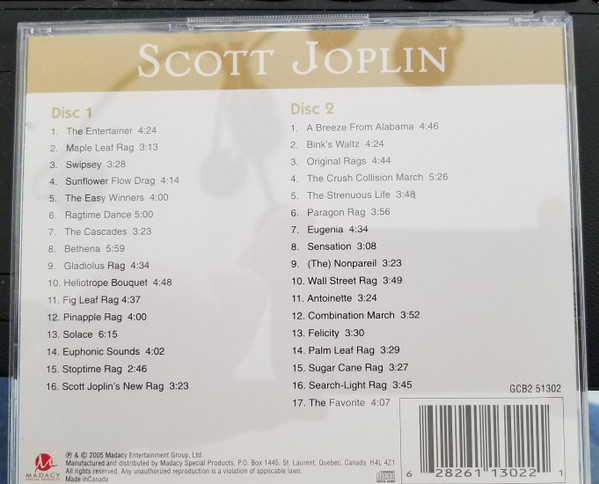 SCOTT JOPLIN
Disc 1
1. The Entertainer 4:24
2. Maple Leaf Rag 3:13
3. Swipsey 3:28
4. Sunflower Flow Drag 4:14
5. The Easy Winners 4:00
6. Ragtime Dance 5:00
7. The Cascades 3:23
8. Bethena 5:59
9. Gladiolus Rag 4:34
10. Heliotrope Bouquet 4:48
11. Fig Leaf Rag 4:37
12. Pinapple Rag 4:00
13. Solace 6:15
14. Euphonic Sounds 4:02
15. Stoptime Rag 2:46
16. Scott Joplin's New Rag 3:23
Disc 2
1. A Breeze From Alabama 4:46
2. Bink's Waltz 4:24
3. Original Rags 4:44
4. The Crush Collision March 5:26
5. The Strenuous Life 3:48
6. Paragon Rag 3:56
7. Eugenia 4:34
8. Sensation 3:08
9. (The) Nonpareil 3:23
10. Wall Street Rag 3:49
11. Antoinette 3:24
12. Combination March 3:52
13. Felicity 3:30
14. Palm Leaf Rag 3:29
15. Sugar Cane Rag 3:27
16. Search-Light Rag 3:45
17. The Favorite 4:07
GCB2 51302
MADACY
℗ & © 2005 Madacy Entertainment Group, Ltd.
Manufactured and distributed by Madacy Special Products, P.O. Box 1445, St. Laurent, Quebec, Canada H4L 4Z1
All rights reserved. Any unauthorized reproduction is a violation of applicable laws.
Made inCanada
6 28261 13022 1